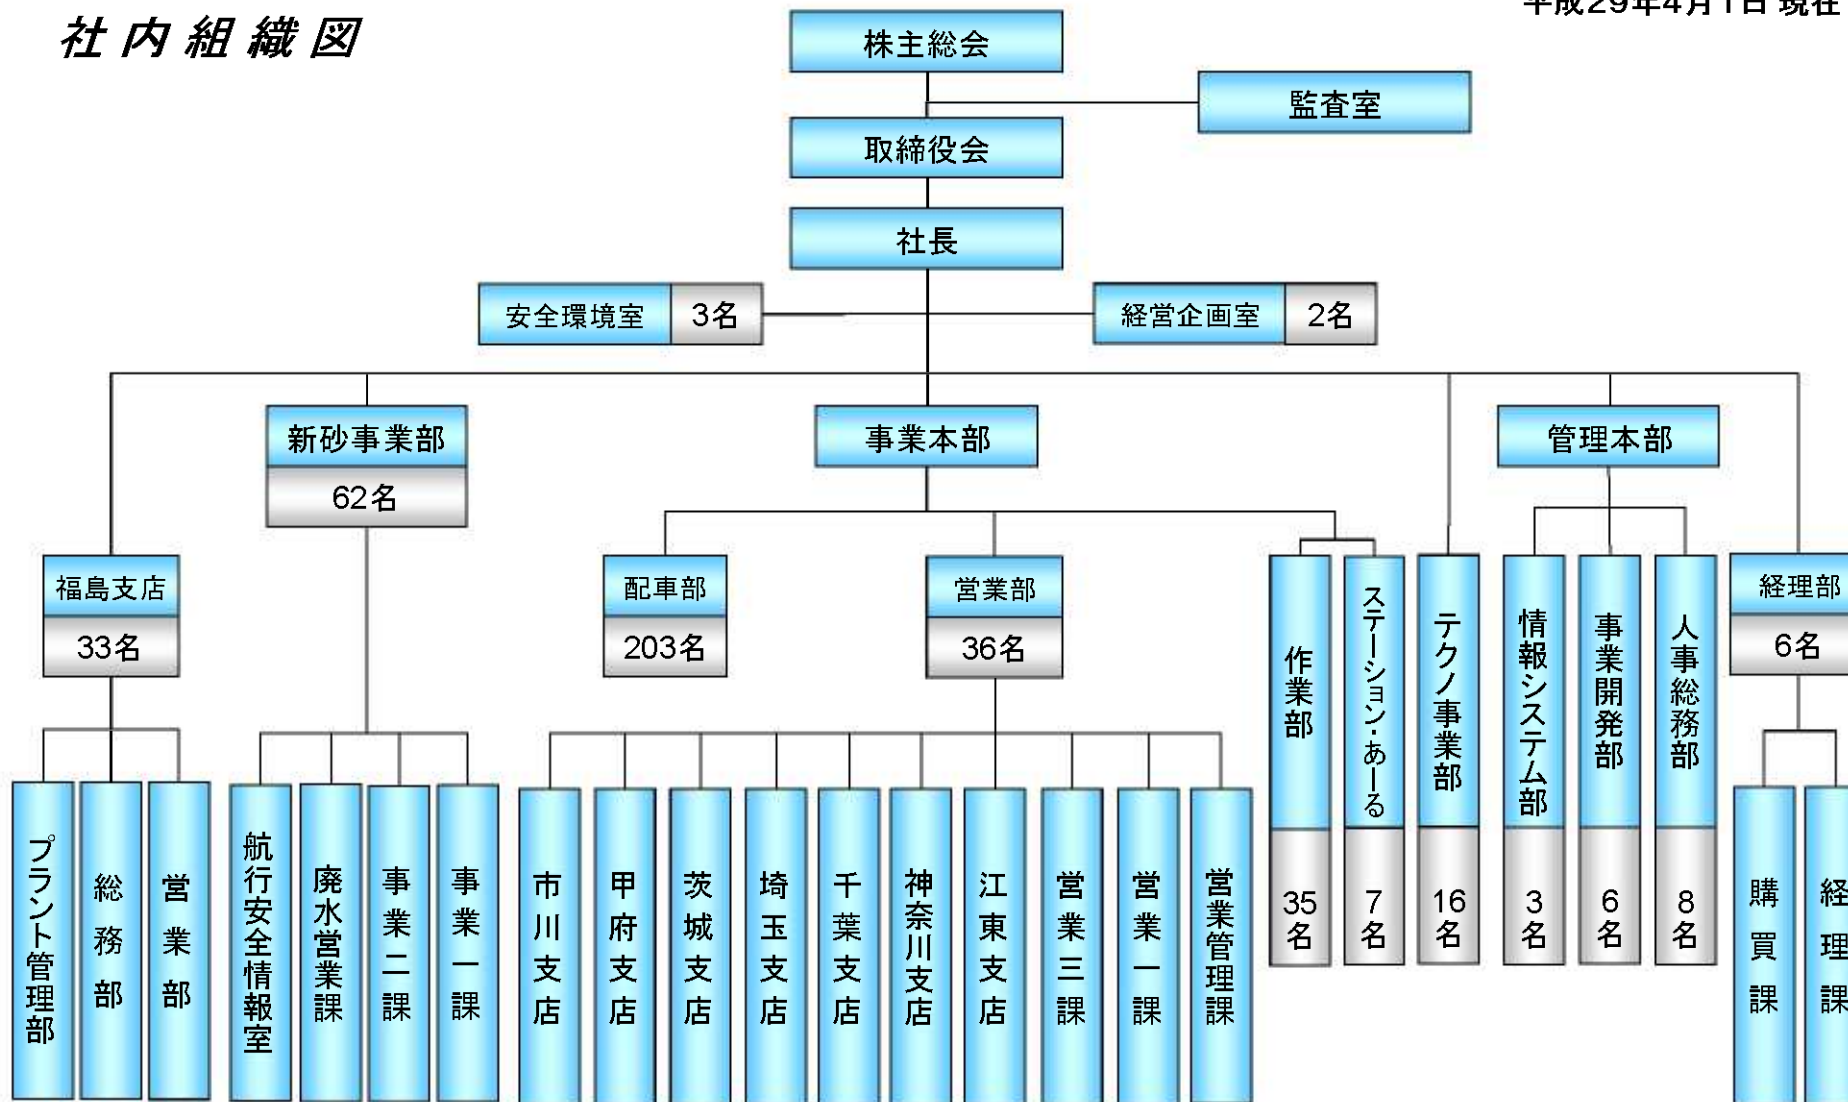 社内組織図
平成29年4月1日 現在
株主総会
監査室
取締役会
社長
安全環境室 3名
経営企画室 2名
新砂事業部
62名
事業本部
管理本部
福島支店
33名
配車部
203名
営業部
36名
作業部
35名
ステーション・あーる
7名
テクノ事業部
16名
情報システム部
3名
事業開発部
6名
人事総務部
8名
経理部
6名
プラント管理部
総務部
営業部
航行安全情報室
廃水営業課
事業二課
事業一課
市川支店
甲府支店
茨城支店
埼玉支店
千葉支店
神奈川支店
江東支店
営業三課
営業一課
営業管理課
購買課
経理課